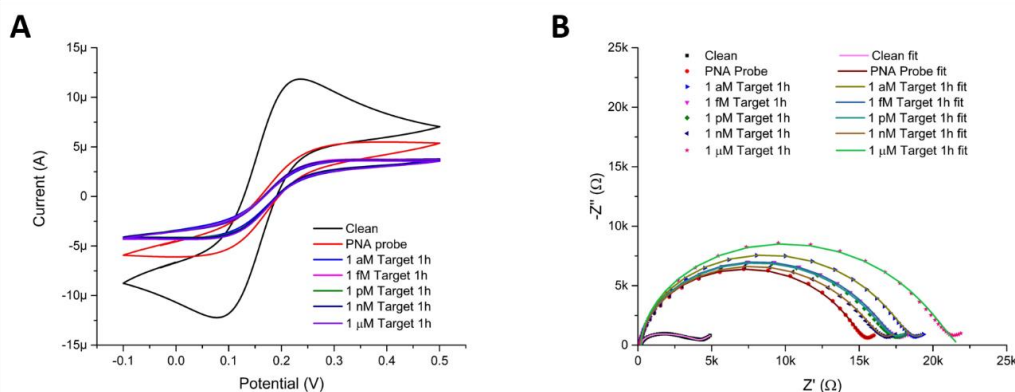 A
15µ
10µ
5µ
0
-5µ
-10µ
-15µ
Current (A)
-0.1 0.0 0.1 0.2 0.3 0.4 0.5
Potential (V)
Clean
PNA probe
1 aM Target 1h
1 fM Target 1h
1 pM Target 1h
1 nM Target 1h
1 µM Target 1h
B
25k
20k
15k
10k
5k
0
-Z" (Ω)
0 5k 10k 15k 20k 25k
Z' (Ω)
Clean
PNA Probe
1 aM Target 1h
1 fM Target 1h
1 pM Target 1h
1 nM Target 1h
1 µM Target 1h
Clean fit
PNA Probe fit
1 aM Target 1h fit
1 fM Target 1h fit
1 pM Target 1h fit
1 nM Target 1h fit
1 µM Target 1h fit